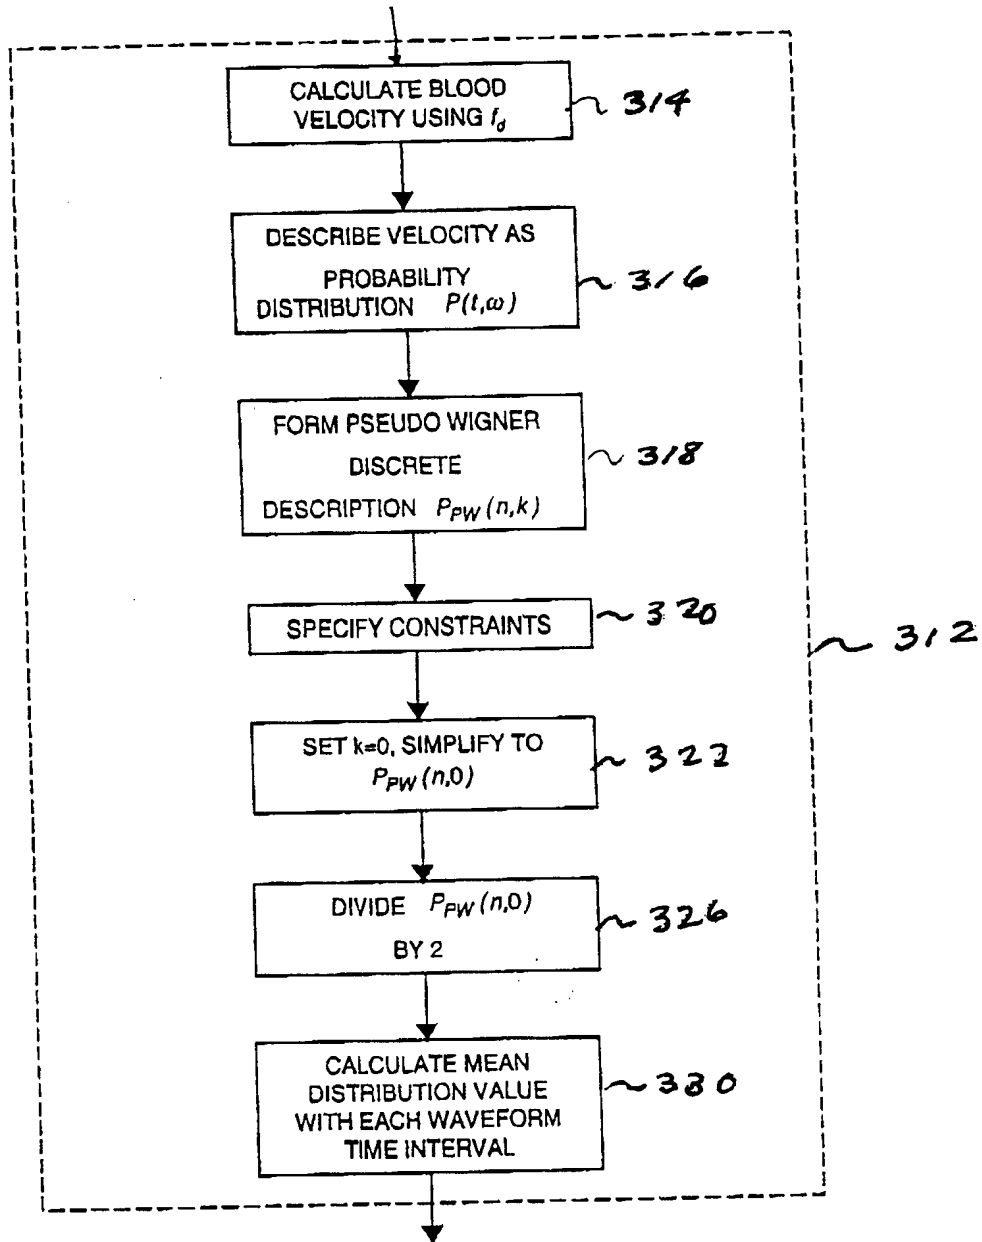 CALCULATE BLOOD
VELOCITY USING f_d
314
DESCRIBE VELOCITY AS
PROBABILITY
DISTRIBUTION P(t,ω)
316
FORM PSEUDO WIGNER
DISCRETE
DESCRIPTION P_PW(n,k)
318
SPECIFY CONSTRAINTS
320
SET k=0, SIMPLIFY TO
P_PW(n,0)
322
312
DIVIDE P_PW(n,0)
BY 2
326
CALCULATE MEAN
DISTRIBUTION VALUE
WITH EACH WAVEFORM
TIME INTERVAL
330